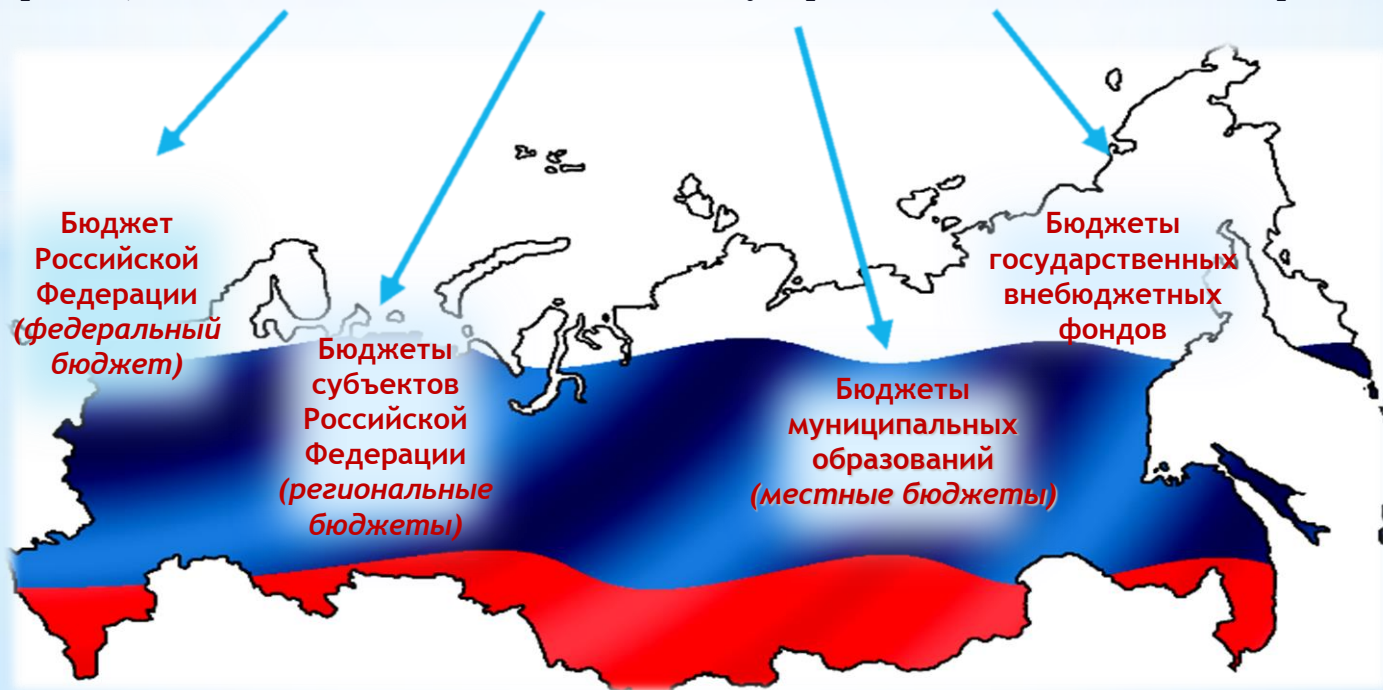 Бюджет
Российской
Федерации
(федеральный
бюджет)
Бюджеты
субъектов
Российской
Федерации
(региональные
бюджеты)
Бюджеты
муниципальных
образований
(местные бюджеты)
Бюджеты
государственных
внебюджетных
фондов